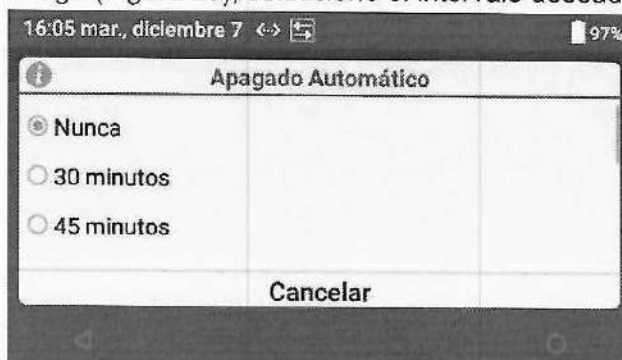 16:05 mar., diciembre 7 97%
Apagado Automático
Nunca
30 minutos
45 minutos
Cancelar